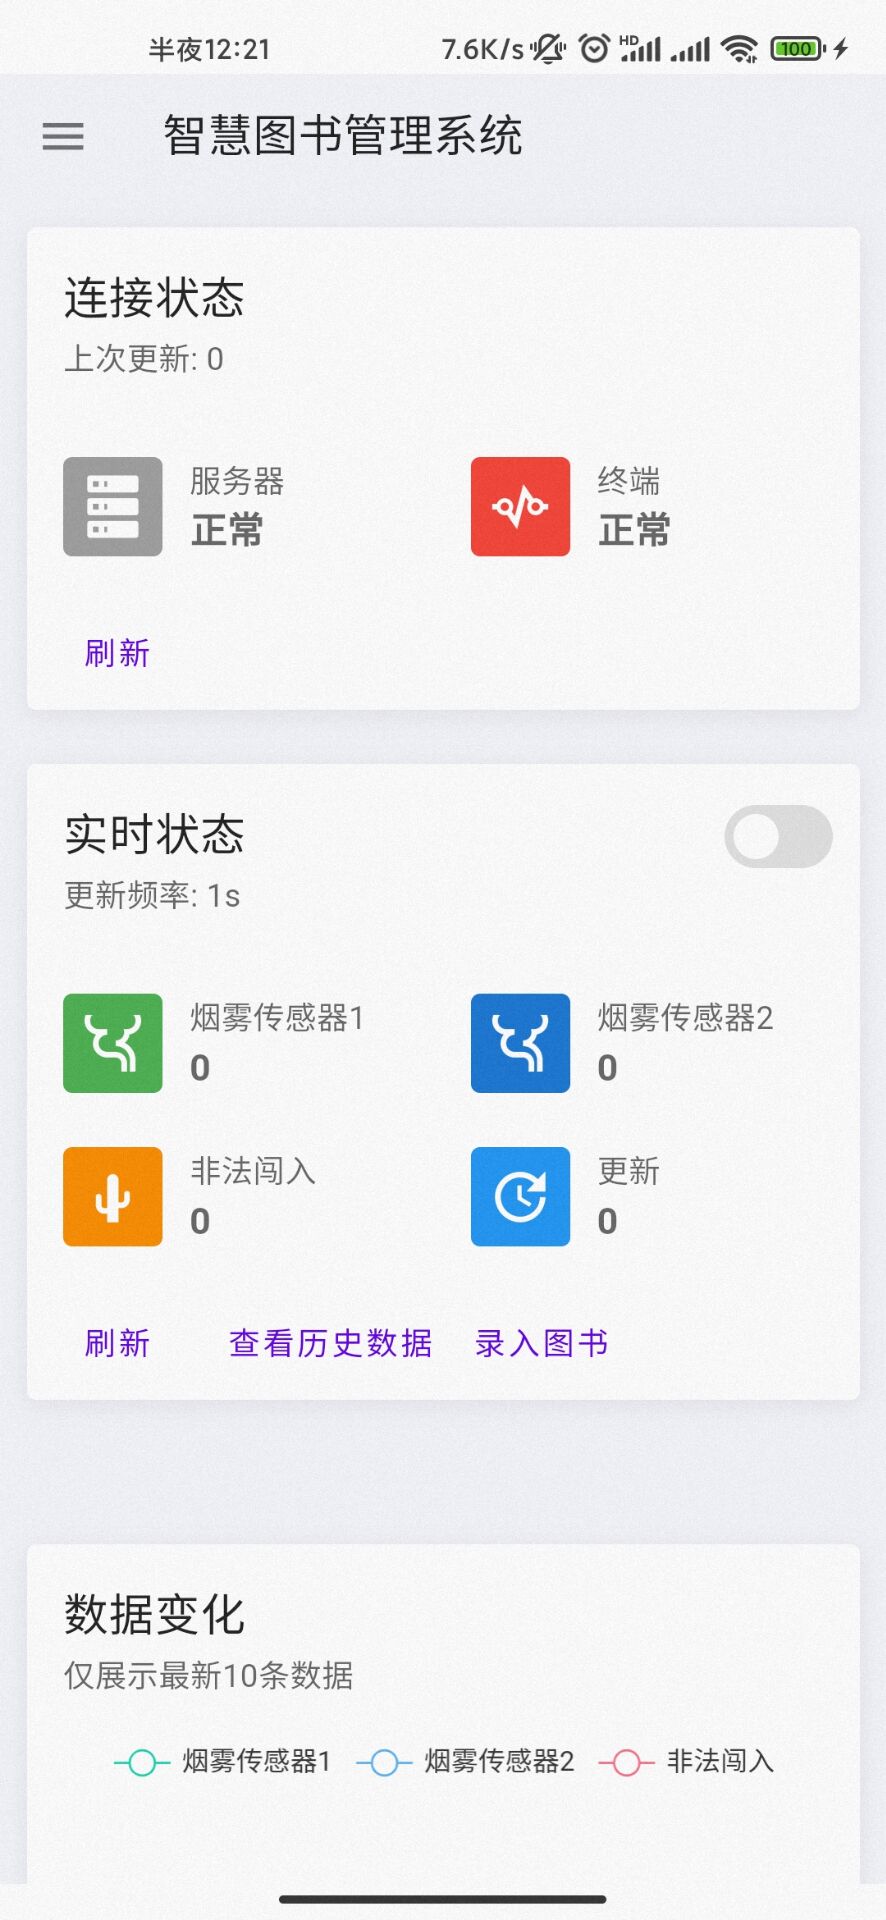 半夜12:21 7.6K/s HD 100
智慧图书管理系统
连接状态
上次更新: 0
服务器 终端
正常 正常
刷新
实时状态
更新频率: 1s
烟雾传感器1 烟雾传感器2
0 0
非法闯入 更新
0 0
刷新 查看历史数据 录入图书
数据变化
仅展示最新10条数据
烟雾传感器1 烟雾传感器2 非法闯入